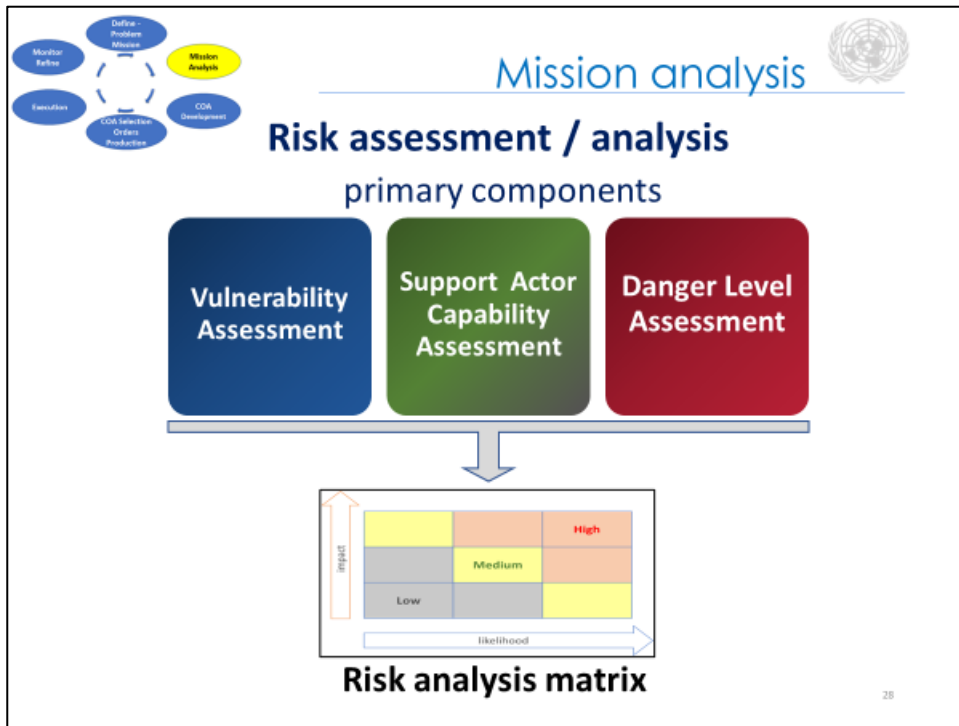 Define -
Problem
Mission
Monitor
Refine
Mission
Analysis
Execution
COA
Development
COA Selection
Orders
Production
Mission analysis
Risk assessment / analysis
primary components
Vulnerability
Assessment
Support Actor
Capability
Assessment
Danger Level
Assessment
impact
High
Medium
Low
likelihood
Risk analysis matrix
28